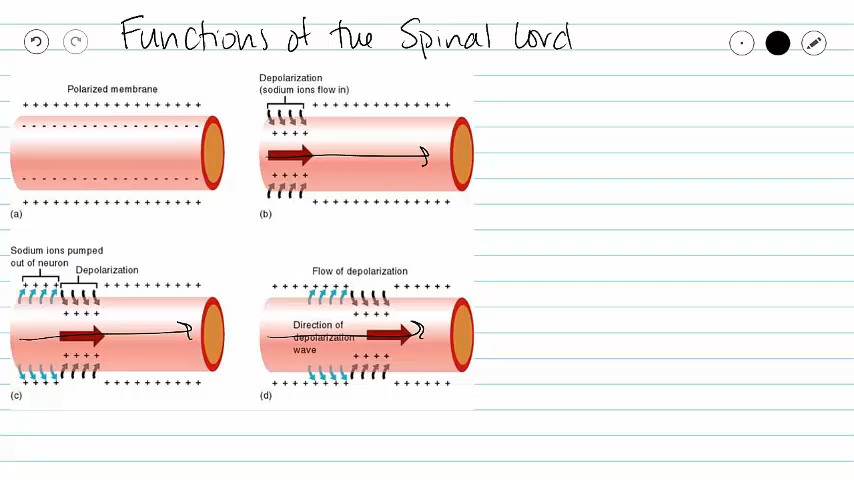 Functions of the Spinal Cord
Polarized membrane
(a)
Depolarization
(sodium ions flow in)
(b)
Sodium ions pumped
out of neuron
Depolarization
(c)
Flow of depolarization
Direction of
depolarization
wave
(d)